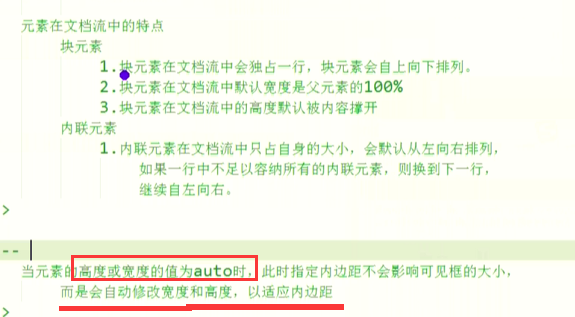 元素在文档流中的特点
块元素
1.块元素在文档流中会独占一行，块元素会自上向下排列。
2.块元素在文档流中默认宽度是父元素的100%
3.块元素在文档流中的高度默认被内容撑开
内联元素
1.内联元素在文档流中只占自身的大小，会默认从左向右排列，
如果一行中不足以容纳所有的内联元素，则换到下一行，
继续自左向右。
>
--
当元素的高度或宽度的值为auto时，此时指定内边距不会影响可见框的大小，
而是会自动修改宽度和高度，以适应内边距
>